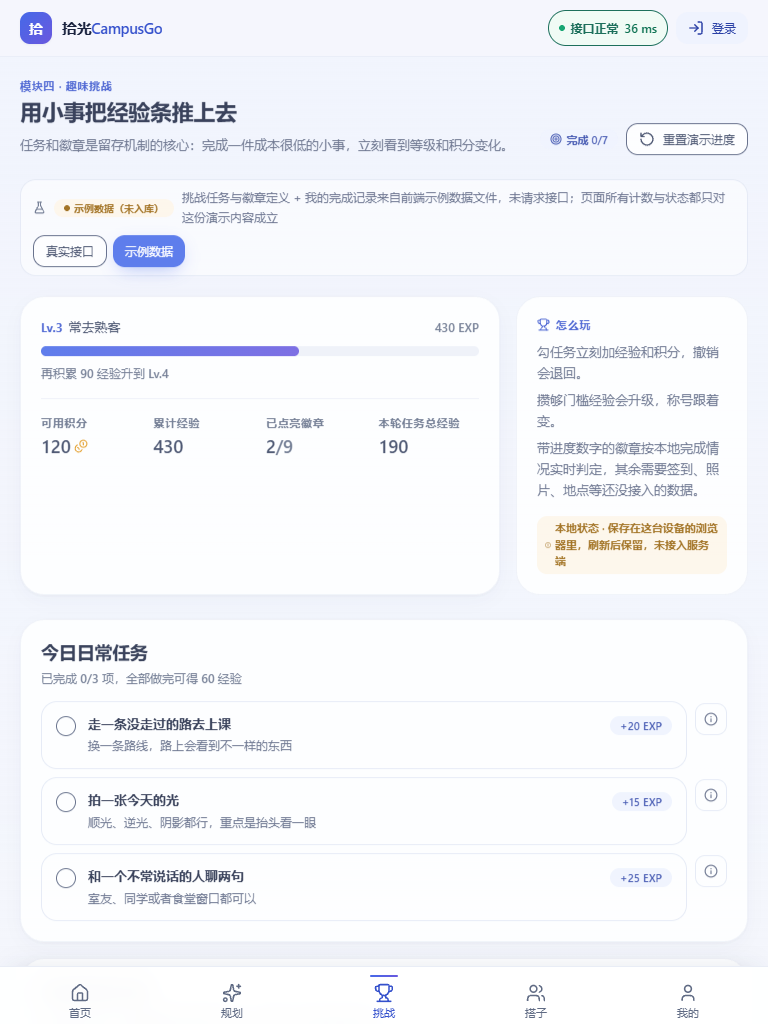 拾 拾光CampusGo
接口正常 36 ms
登录
模块四 · 趣味挑战
用小事把经验条推上去
任务和徽章是留存机制的核心：完成一件成本很低的小事，立刻看到等级和积分变化。
完成 0/7
重置演示进度
示例数据（未入库）
挑战任务与徽章定义 + 我的完成记录来自前端示例数据文件，未请求接口；页面所有计数与状态都只对
这份演示内容成立
真实接口
示例数据
Lv.3 常去熟客
430 EXP
再积累 90 经验升到 Lv.4
可用积分
累计经验
已点亮徽章
本轮任务总经验
120
430
2/9
190
怎么玩
勾任务立刻加经验和积分，撤销
会退回。
攒够门槛经验会升级，称号跟着
变。
带进度数字的徽章按本地完成情
况实时判定，其余需要签到、照
片、地点等还没接入的数据。
本地状态 · 保存在这台设备的浏览
器里，刷新后保留，未接入服务
端
今日日常任务
已完成 0/3 项，全部做完可得 60 经验
走一条没走过的路去上课
+20 EXP
换一条路线，路上会看到不一样的东西
拍一张今天的光
+15 EXP
顺光、逆光、阴影都行，重点是抬头看一眼
和一个不常说话的人聊两句
+25 EXP
室友、同学或者食堂窗口都可以
首页
规划
挑战
搭子
我的